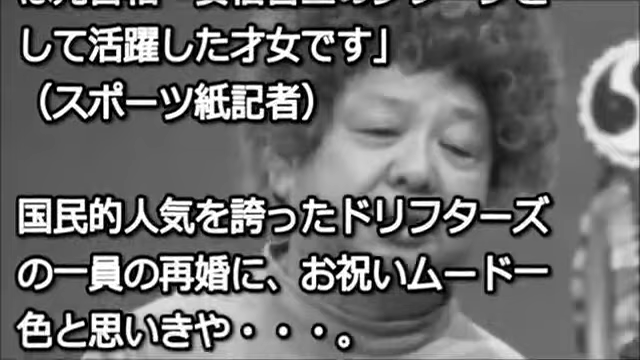 して活躍した才女です」
（スポーツ紙記者）
国民的人気を誇ったドリフターズ
の一員の再婚に、お祝いムード一
色と思いきや・・・。